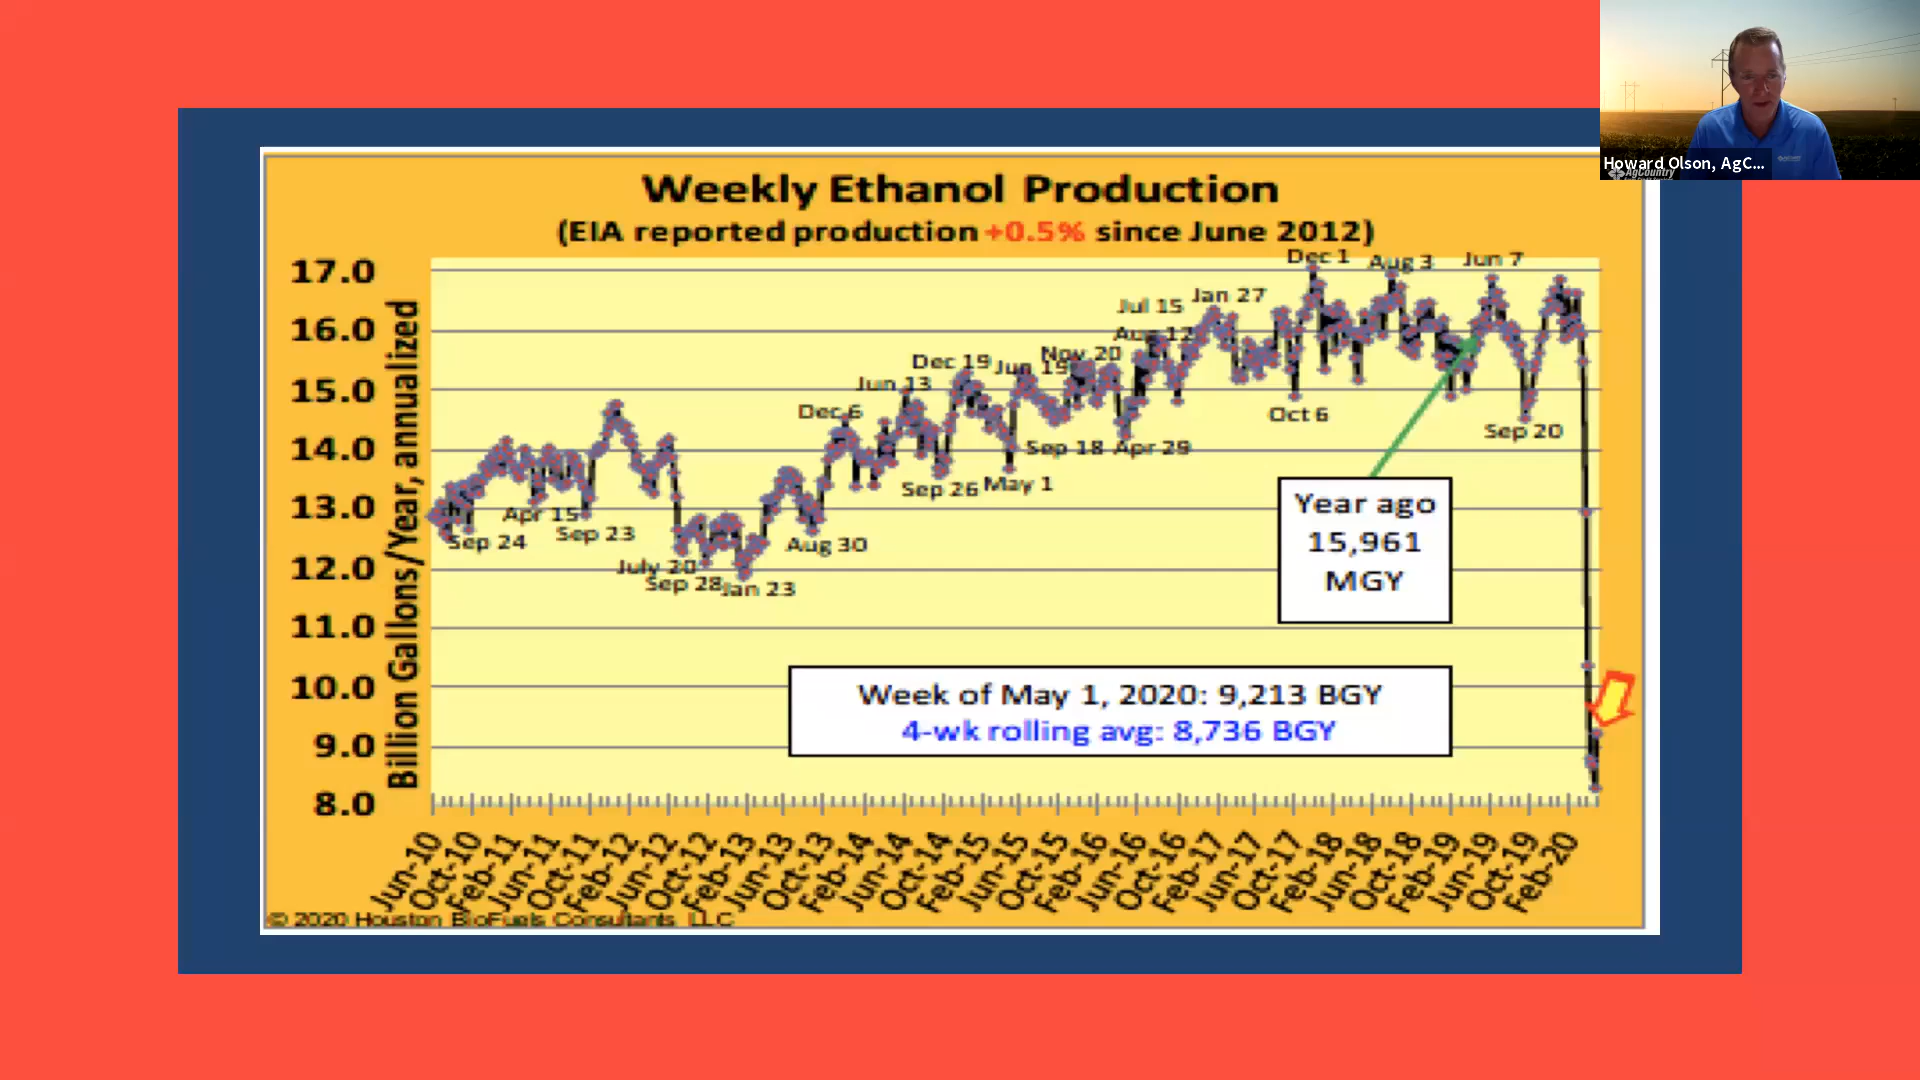 Howard Olson, AgC...
AgCountry
Weekly Ethanol Production
(EIA reported production +0.5% since June 2012)
Billion Gallons/Year, annualized
17.0
16.0
15.0
14.0
13.0
12.0
11.0
10.0
9.0
8.0
Sep 24
Apr 15
Sep 23
July 20
Sep 28
Jan 23
Aug 30
Dec 6
Jun 13
Sep 26
Dec 19
May 1
Jun 19
Sep 18
Nov 20
Apr 29
Aug 12
Jul 15
Jan 27
Oct 6
Dec 1
Aug 3
Jun 7
Sep 20
Year ago
15,961
MGY
Week of May 1, 2020: 9,213 BGY
4-wk rolling avg: 8,736 BGY
Jun-10
Oct-10
Feb-11
Jun-11
Oct-11
Feb-12
Jun-12
Oct-12
Feb-13
Jun-13
Oct-13
Feb-14
Jun-14
Oct-14
Feb-15
Jun-15
Oct-15
Feb-16
Jun-16
Oct-16
Feb-17
Jun-17
Oct-17
Feb-18
Jun-18
Oct-18
Feb-19
Jun-19
Oct-19
Feb-20
© 2020 Houston BioFuels Consultants, LLC